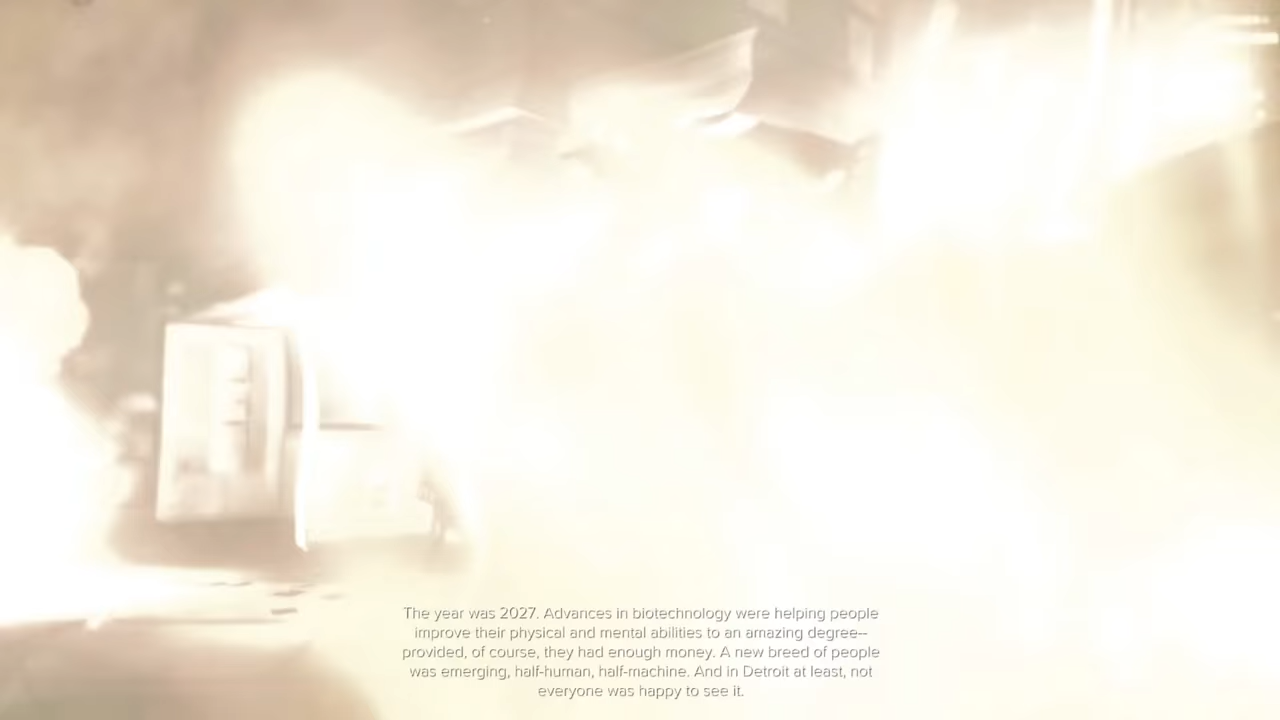 The year was 2027. Advances in biotechnology were helping people
improve their physical and mental abilities to an amazing degree--
provided, of course, they had enough money. A new breed of people
was emerging, half-human, half-machine. And in Detroit at least, not
everyone was happy to see it.